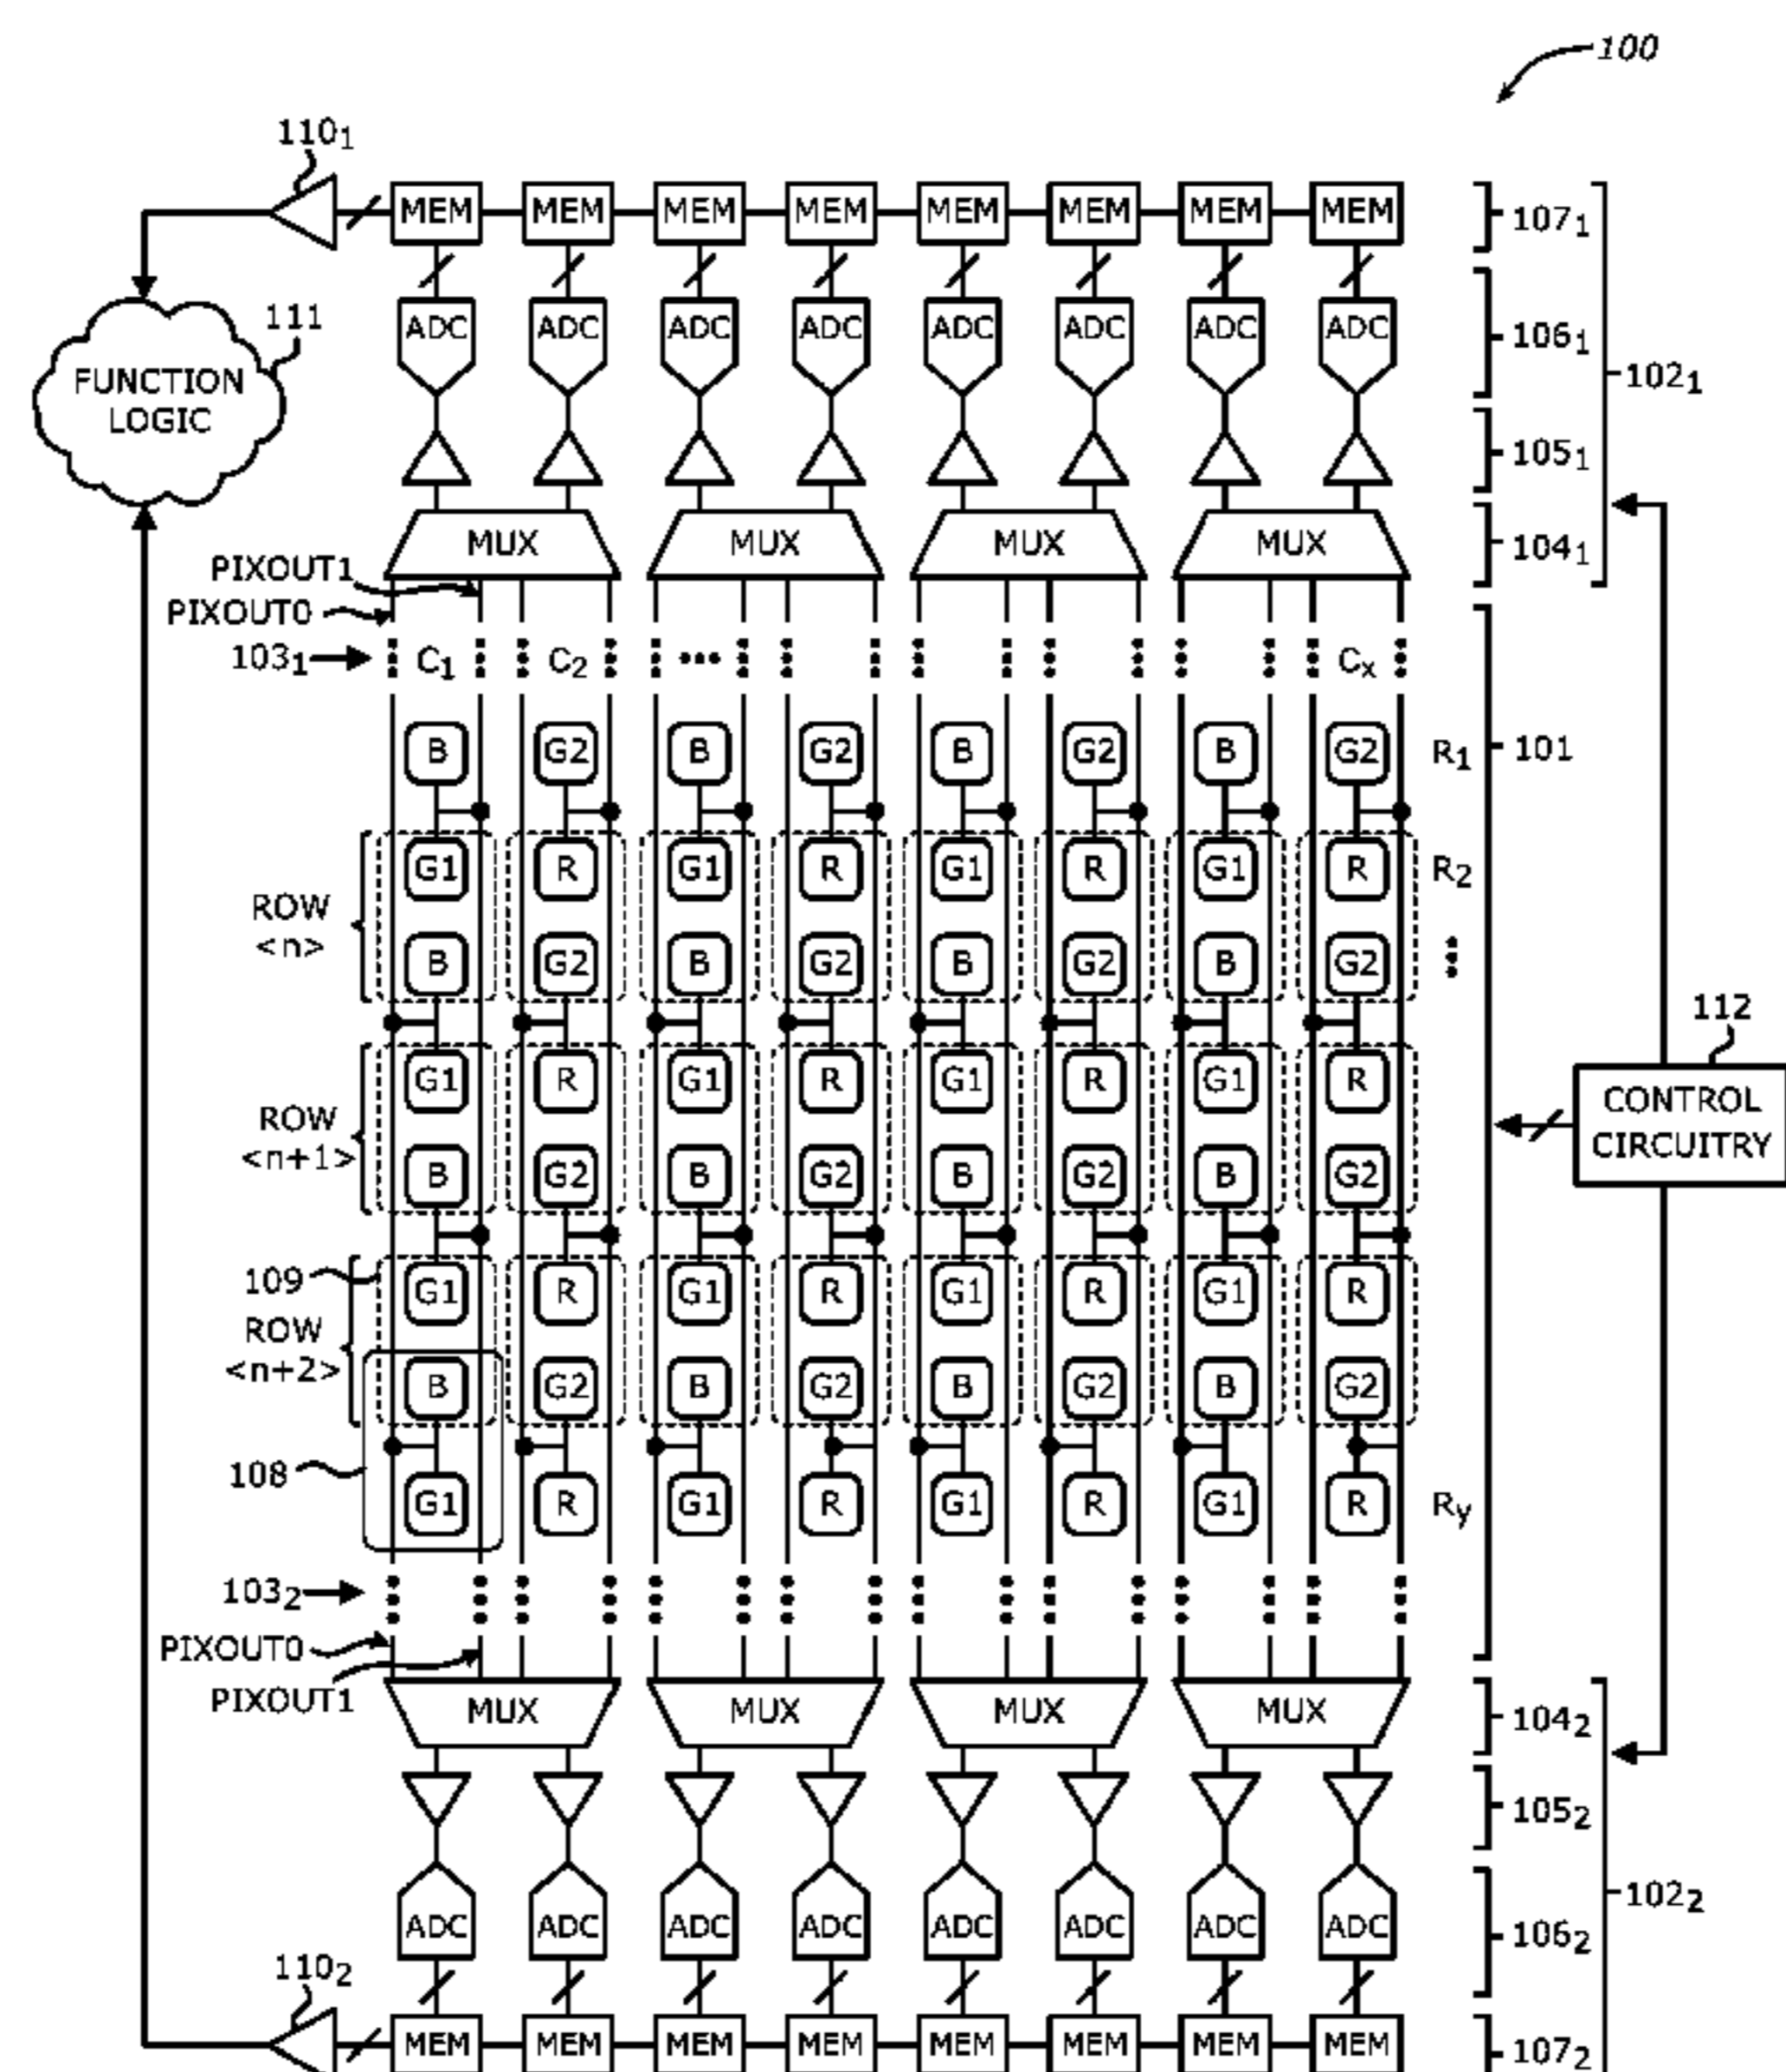 100
110₁
MEM MEM MEM MEM MEM MEM MEM MEM
107₁
111
ADC ADC ADC ADC ADC ADC ADC ADC
106₁
FUNCTION
LOGIC
102₁
105₁
MUX MUX MUX MUX
104₁
PIXOUT1
PIXOUT0
103₁ C₁ C₂ ... Cₓ
B G2 B G2 B G2 B G2 R₁ 101
G1 R G1 R G1 R G1 R R₂
ROW
<n>
B G2 B G2 B G2 B G2
112
G1 R G1 R G1 R G1 R
CONTROL
CIRCUITRY
ROW
<n+1>
B G2 B G2 B G2 B G2
109 G1 R G1 R G1 R G1 R
ROW
<n+2>
B G2 B G2 B G2 B G2
108
G1 R G1 R G1 R G1 R Ry
103₂
PIXOUT0
PIXOUT1
MUX MUX MUX MUX
104₂
105₂
102₂
ADC ADC ADC ADC ADC ADC ADC ADC
106₂
110₂
MEM MEM MEM MEM MEM MEM MEM MEM
107₂